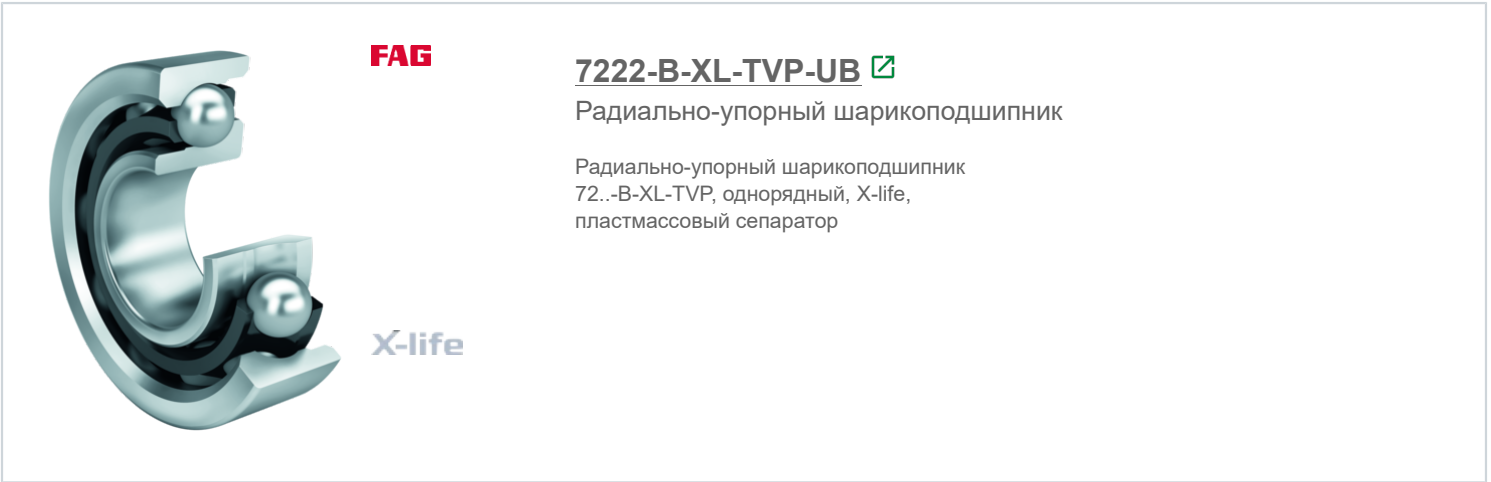 FAG
7222-B-XL-TVP-UB
Радиально-упорный шарикоподшипник
Радиально-упорный шарикоподшипник
72..-B-XL-TVP, однорядный, X-life,
пластмассовый сепаратор
X-life